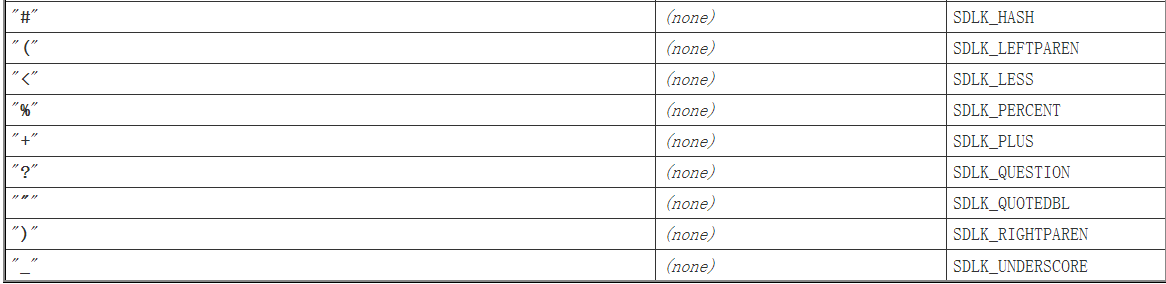 "#" (none) SDLK_HASH
"(" (none) SDLK_LEFTPAREN
"<" (none) SDLK_LESS
"%" (none) SDLK_PERCENT
"+" (none) SDLK_PLUS
"?" (none) SDLK_QUESTION
""" (none) SDLK_QUOTEDBL
")" (none) SDLK_RIGHTPAREN
"_" (none) SDLK_UNDERSCORE